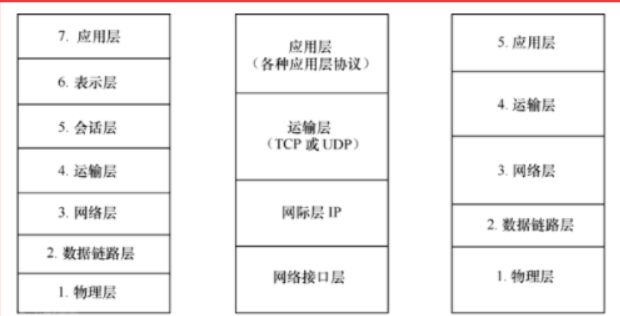 7. 应用层
6. 表示层
5. 会话层
4. 运输层
3. 网络层
2. 数据链路层
1. 物理层
应用层
（各种应用层协议）
运输层
（TCP 或 UDP）
网际层 IP
网络接口层
5. 应用层
4. 运输层
3. 网络层
2. 数据链路层
1. 物理层